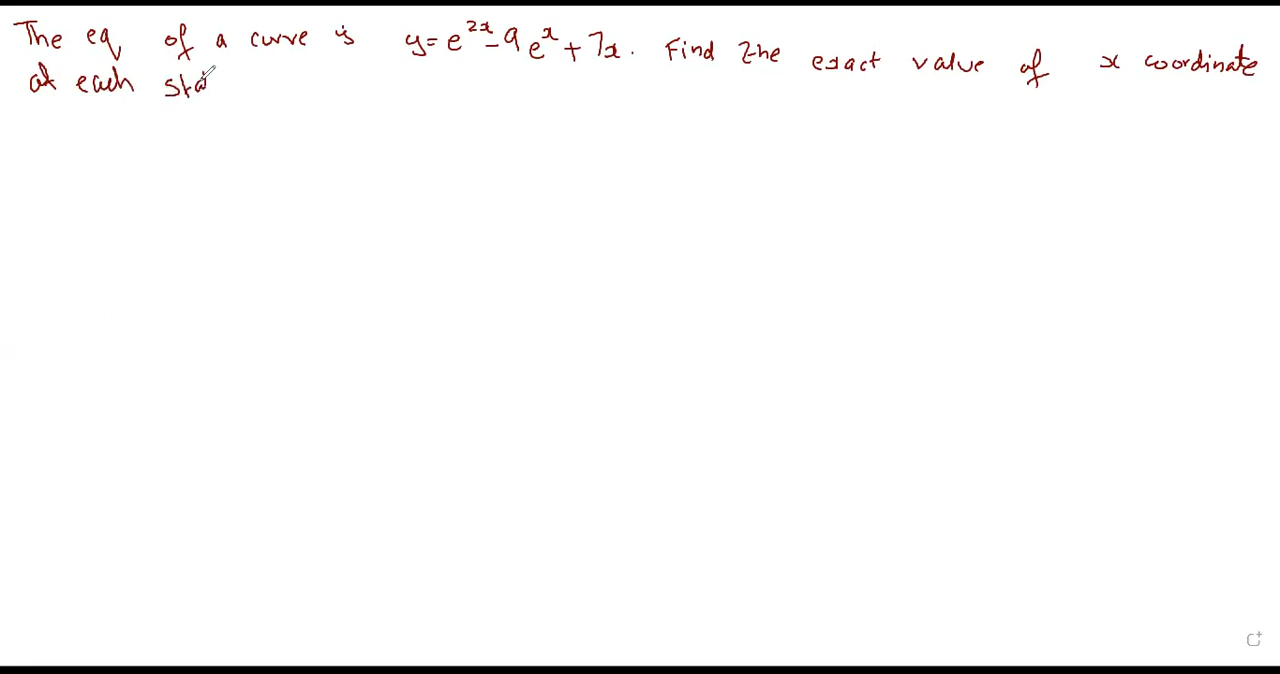 The eq of a curve is y = e^{2x} - 9e^x + 7x. Find the exact value of x coordinate
at each sta